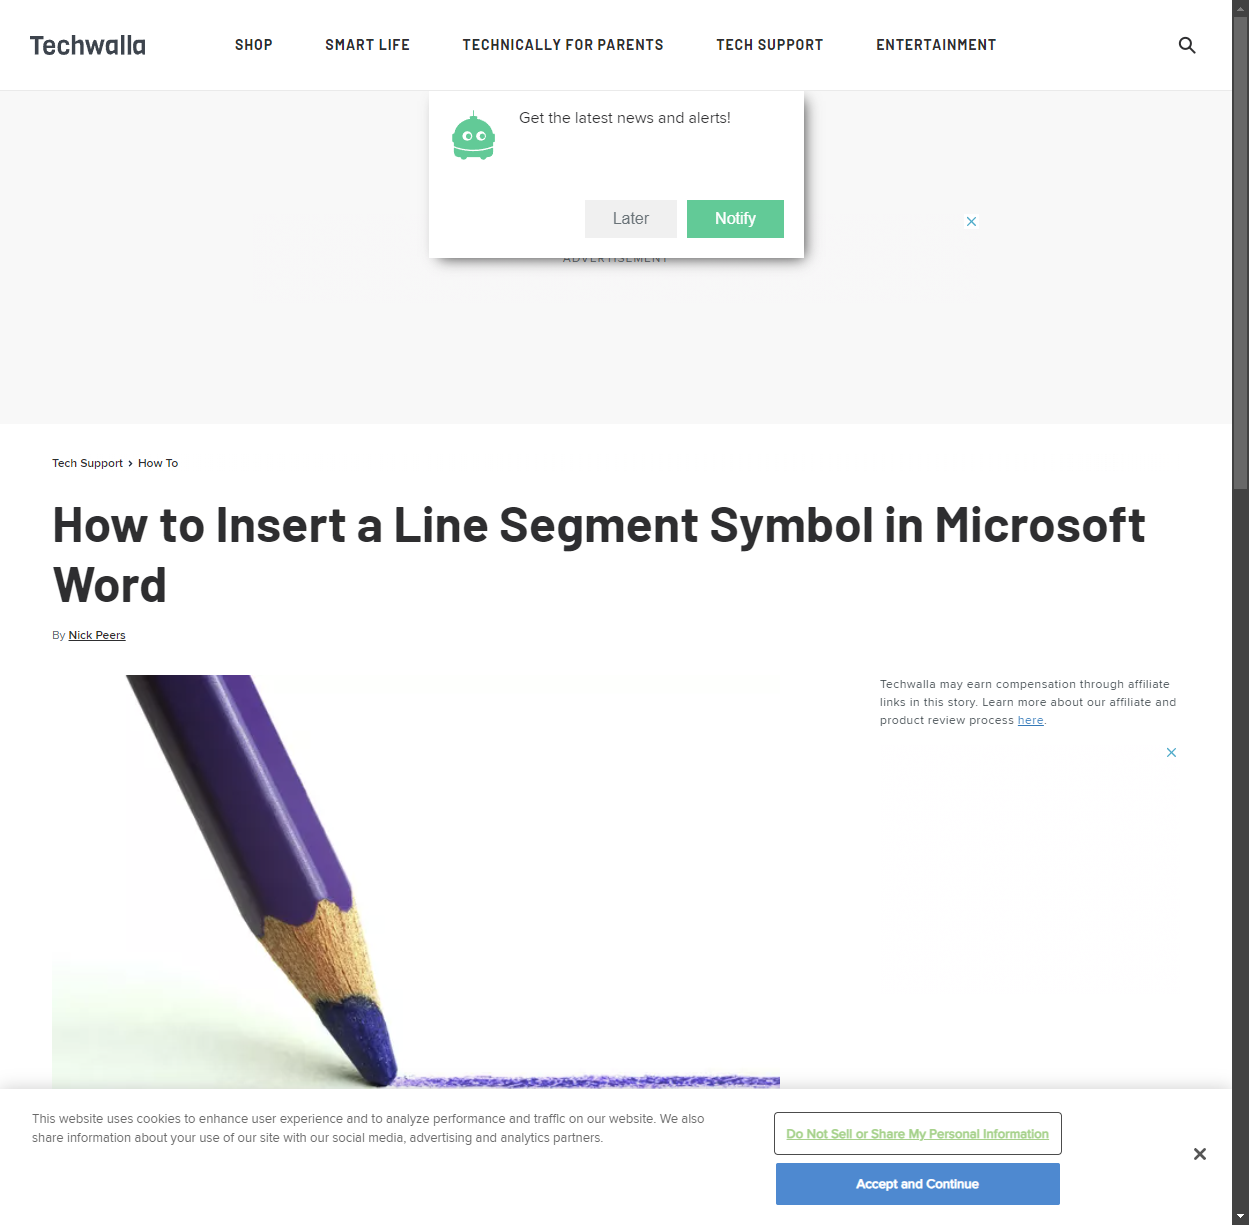 Techwalla
SHOP
SMART LIFE
TECHNICALLY FOR PARENTS
TECH SUPPORT
ENTERTAINMENT
Get the latest news and alerts!
Later
Notify
ADVERTISEMENT
Tech Support › How To
How to Insert a Line Segment Symbol in Microsoft
Word
By Nick Peers
Techwalla may earn compensation through affiliate
links in this story. Learn more about our affiliate and
product review process here.
This website uses cookies to enhance user experience and to analyze performance and traffic on our website. We also
share information about your use of our site with our social media, advertising and analytics partners.
Do Not Sell or Share My Personal Information
Accept and Continue